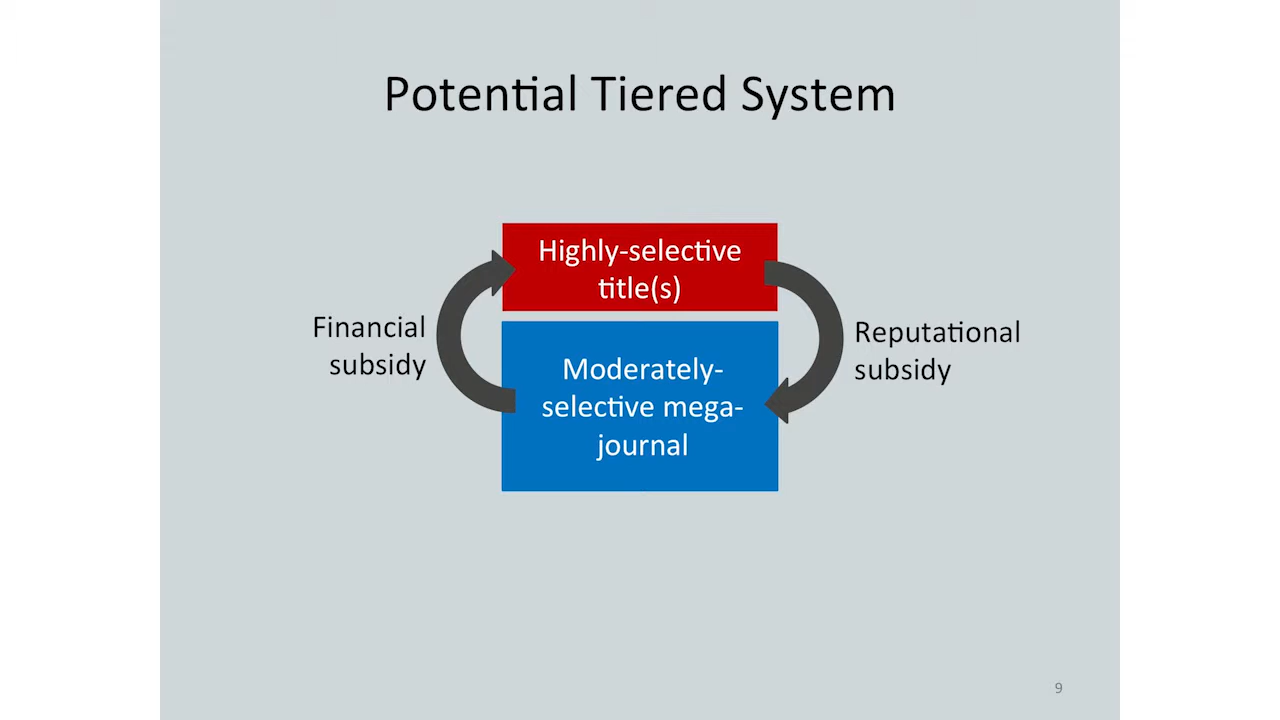 Potential Tiered System
Highly-selective
title(s)
Financial
subsidy
Reputational
subsidy
Moderately-
selective mega-
journal
9